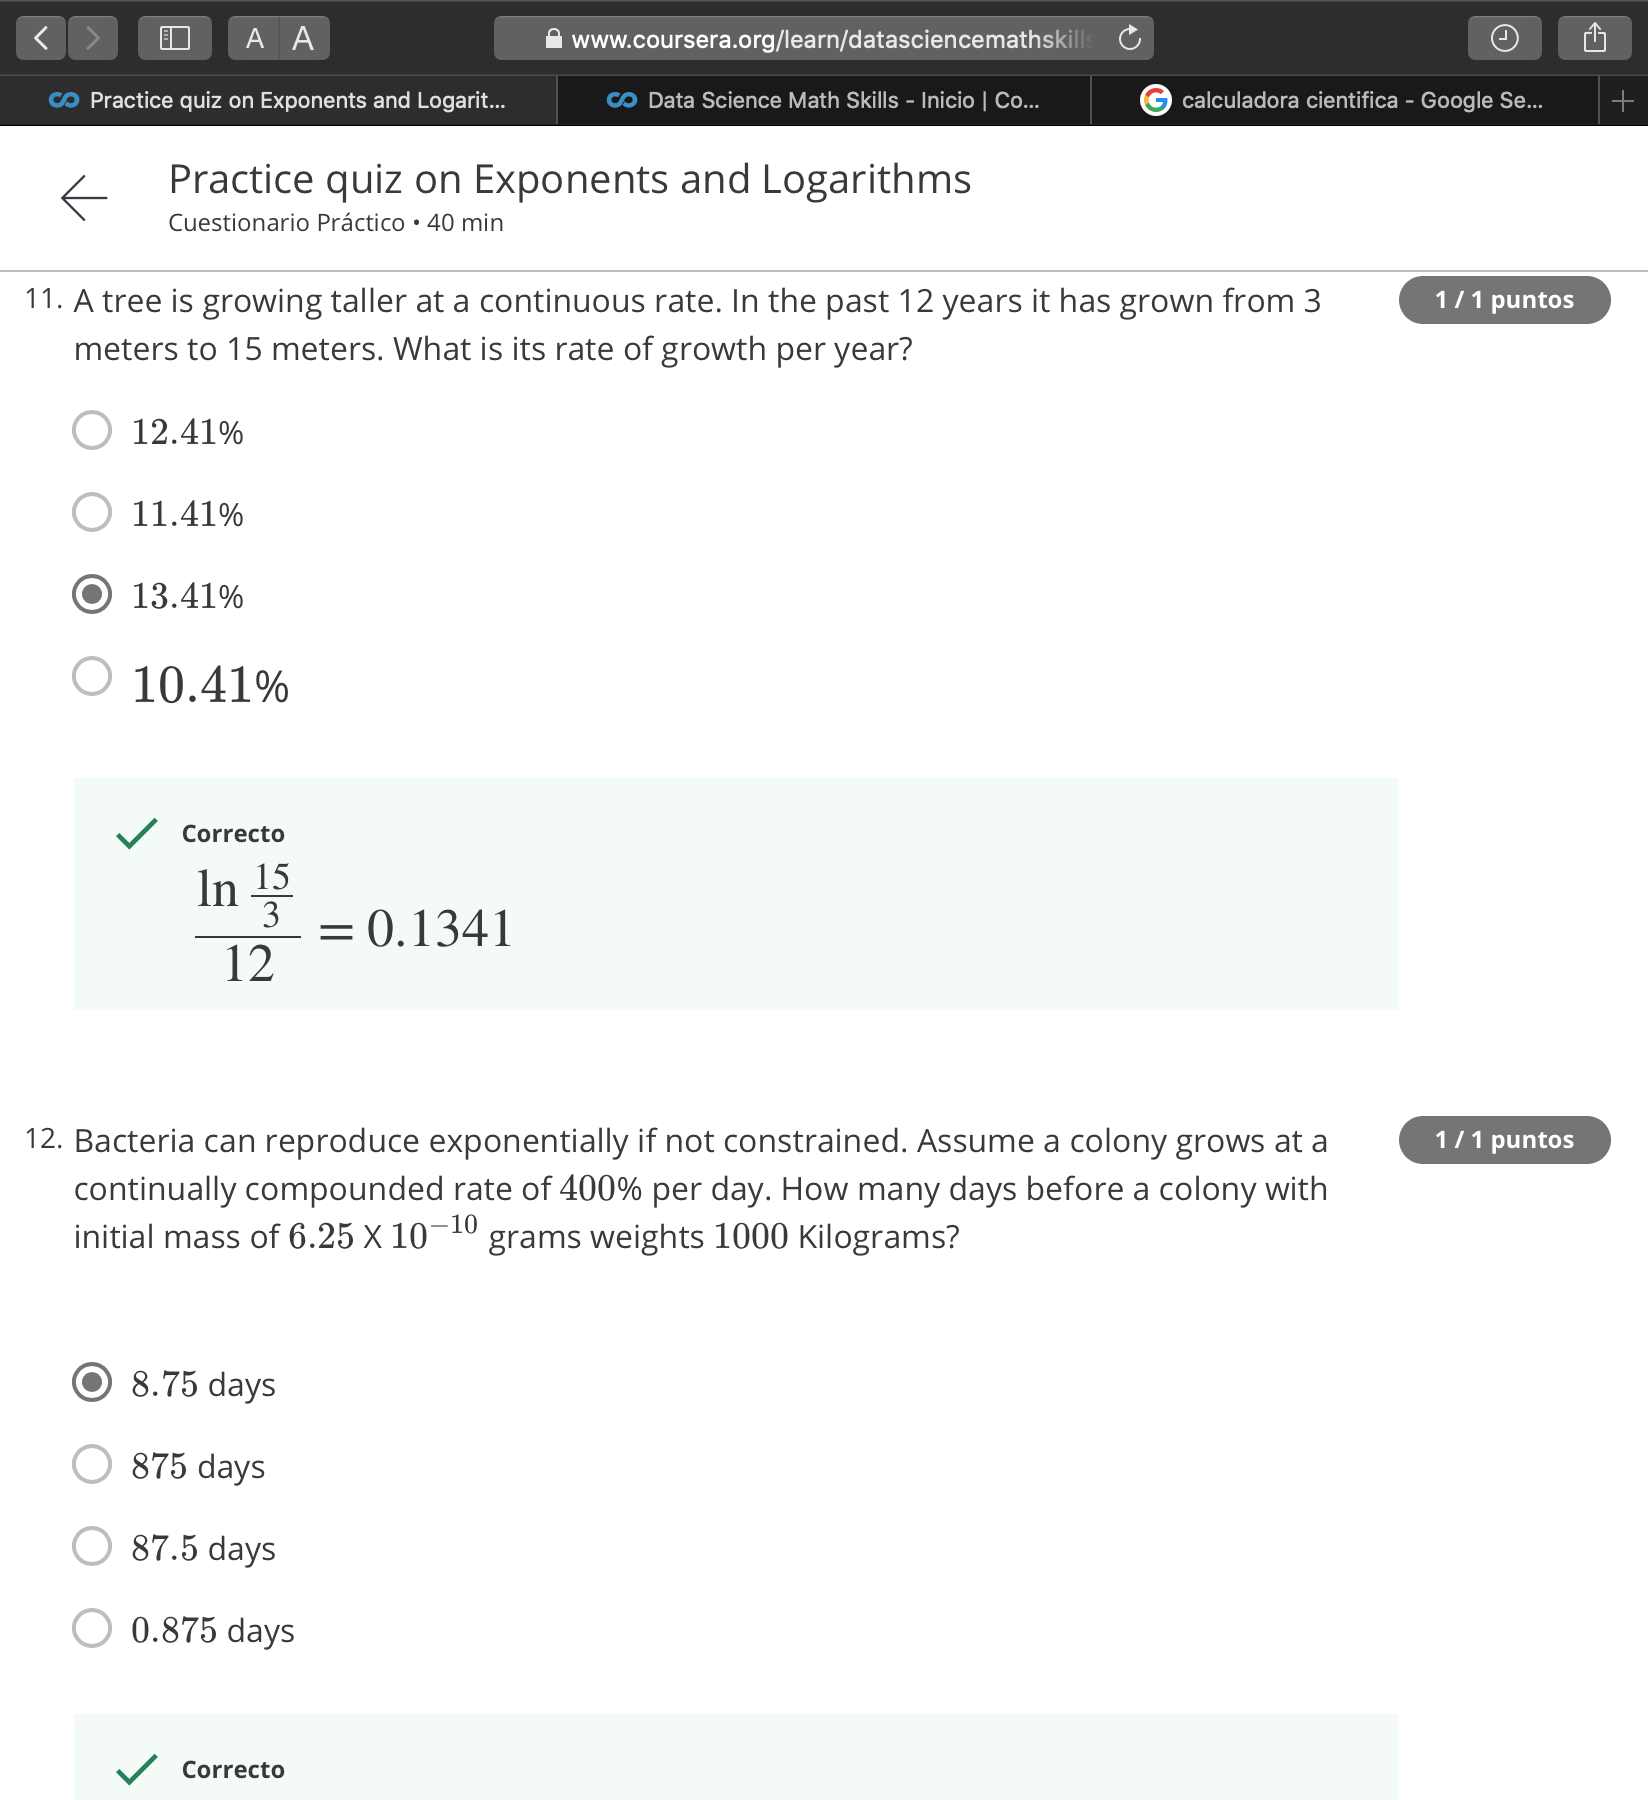 A A
www.coursera.org/learn/datasciencemathskills
Practice quiz on Exponents and Logarit...
Data Science Math Skills - Inicio | Co...
calculadora cientifica - Google Se...
Practice quiz on Exponents and Logarithms
Cuestionario Práctico • 40 min
11. A tree is growing taller at a continuous rate. In the past 12 years it has grown from 3
meters to 15 meters. What is its rate of growth per year?
1 / 1 puntos
12.41%
11.41%
13.41%
10.41%
Correcto
ln 15/3 / 12 = 0.1341
12. Bacteria can reproduce exponentially if not constrained. Assume a colony grows at a
continually compounded rate of 400% per day. How many days before a colony with
initial mass of 6.25 X 10⁻¹⁰ grams weights 1000 Kilograms?
1 / 1 puntos
8.75 days
875 days
87.5 days
0.875 days
Correcto